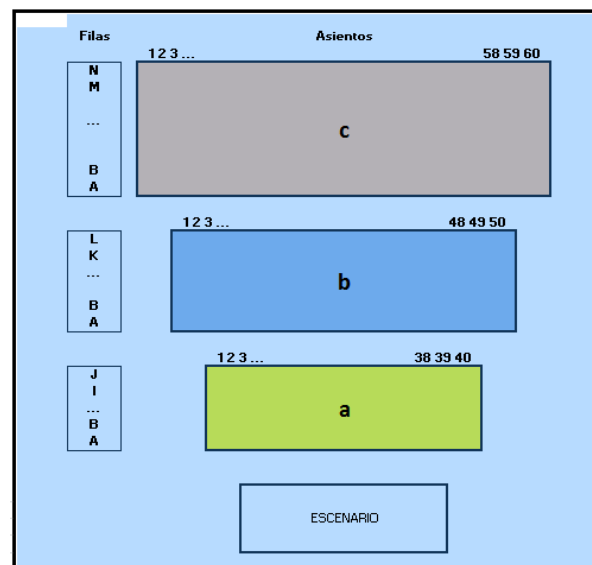 Filas Asientos
1 2 3 ... 58 59 60
N
M
...
B
A
c
1 2 3 ... 48 49 50
L
K
...
B
A
b
1 2 3 ... 38 39 40
J
I
...
B
A
a
ESCENARIO